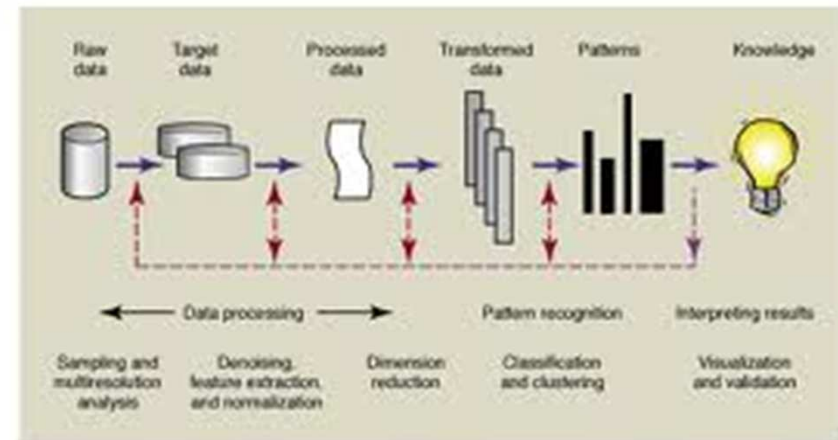 Raw
data
Target
data
Processed
data
Transformed
data
Patterns
Knowledge
Data processing
Pattern recognition
Interpreting results
Sampling and
multiresolution
analysis
Denoising,
feature extraction,
and normalization
Dimension
reduction
Classification
and clustering
Visualization
and validation